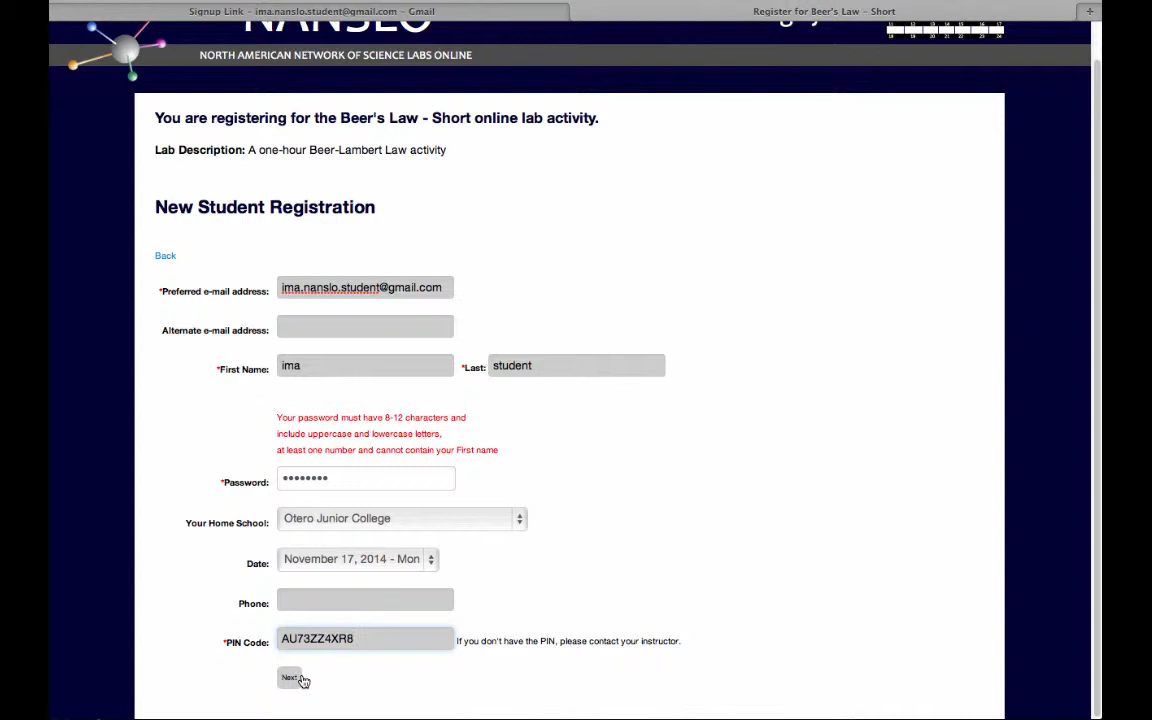 Signup Link – ima.nanslo.student@gmail.com – Gmail
Register for Beer's Law – Short
+
NANSLO
NORTH AMERICAN NETWORK OF SCIENCE LABS ONLINE
You are registering for the Beer's Law - Short online lab activity.
Lab Description: A one-hour Beer-Lambert Law activity
New Student Registration
Back
*Preferred e-mail address: ima.nanslo.student@gmail.com
Alternate e-mail address:
*First Name: ima *Last: student
Your password must have 8-12 characters and
include uppercase and lowercase letters,
at least one number and cannot contain your First name
*Password: ••••••••
Your Home School: Otero Junior College
Date: November 17, 2014 - Mon
Phone:
*PIN Code: AU73ZZ4XR8 If you don't have the PIN, please contact your instructor.
Next